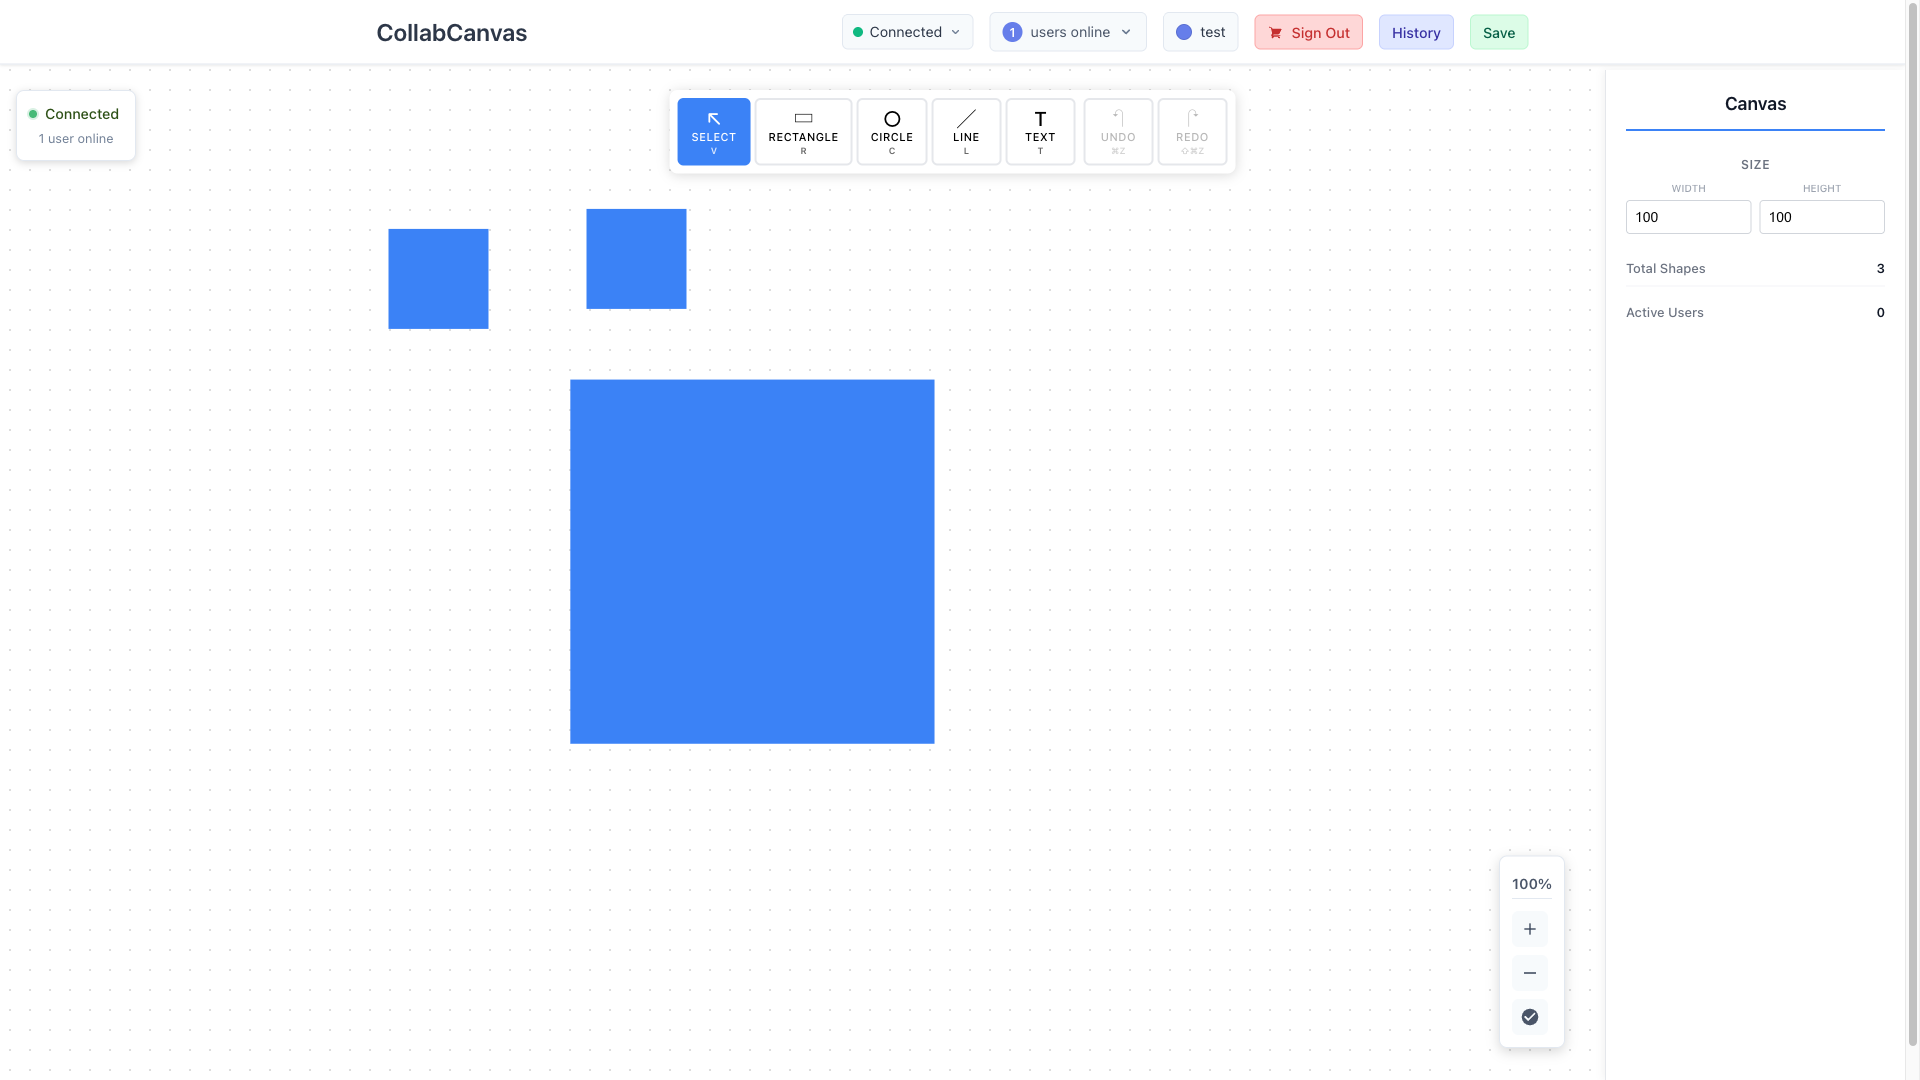 CollabCanvas
Connected
1 users online
test
Sign Out
History
Save
Connected
1 user online
SELECT
V
RECTANGLE
R
CIRCLE
C
LINE
L
T
TEXT
T
UNDO
⌘Z
REDO
⇧⌘Z
Canvas
SIZE
WIDTH HEIGHT
100 100
Total Shapes 3
Active Users 0
100%